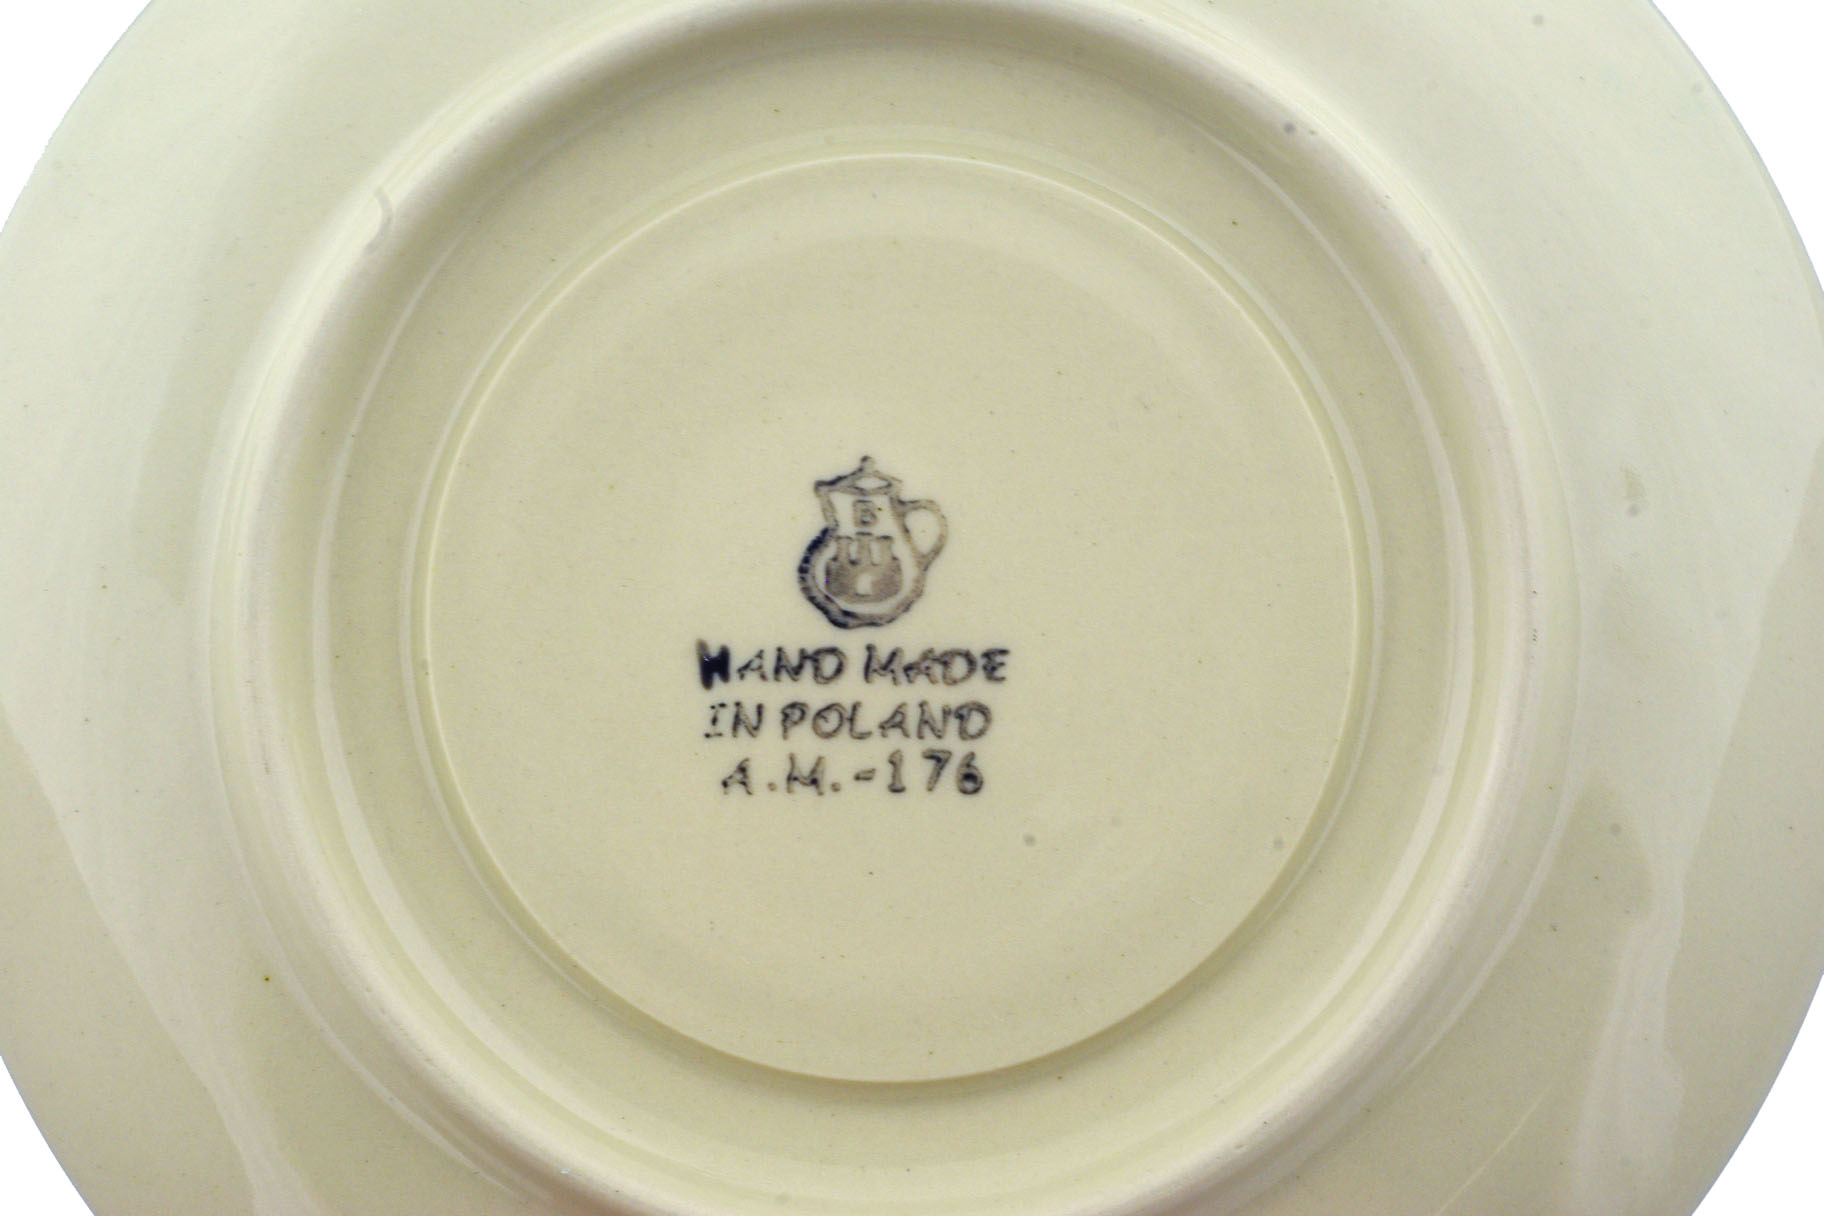 B
HAND MADE
IN POLAND
A.M.-176